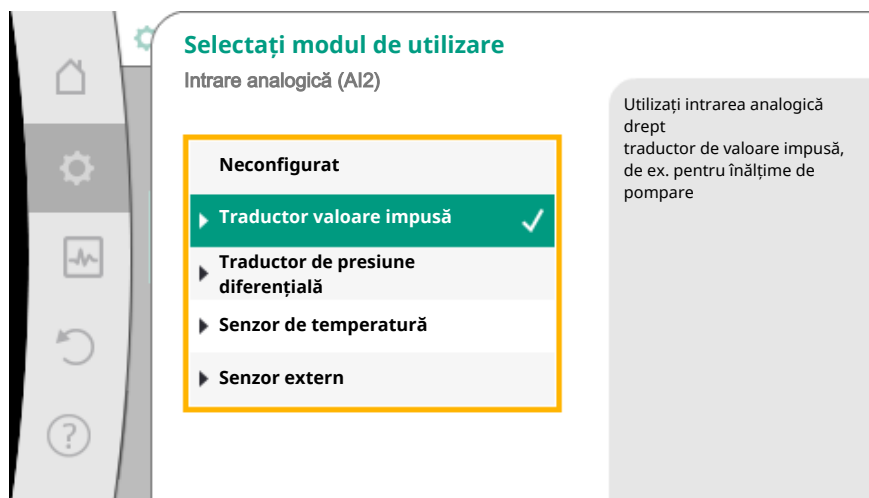 Selectați modul de utilizare
Intrare analogică (AI2)
Neconfigurat
Traductor valoare impusă
Traductor de presiune
diferențială
Senzor de temperatură
Senzor extern
Utilizați intrarea analogică
drept
traductor de valoare impusă,
de ex. pentru înălțime de
pompare
?